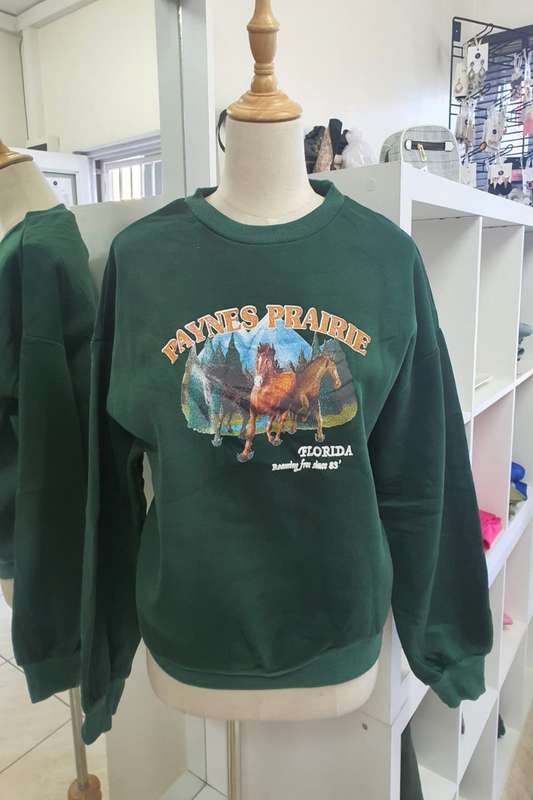 PAYNES PRAIRIE
FLORIDA
Roaming free since 83'